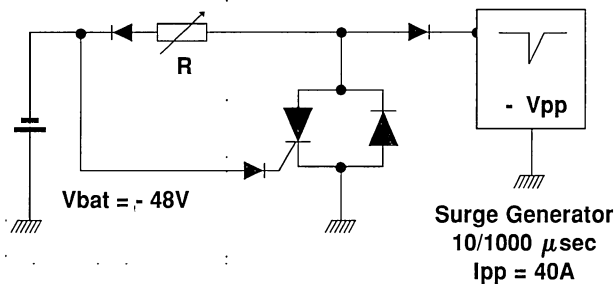 R
- Vpp
Vbat = - 48V
Surge Generator
10/1000 μsec
Ipp = 40A